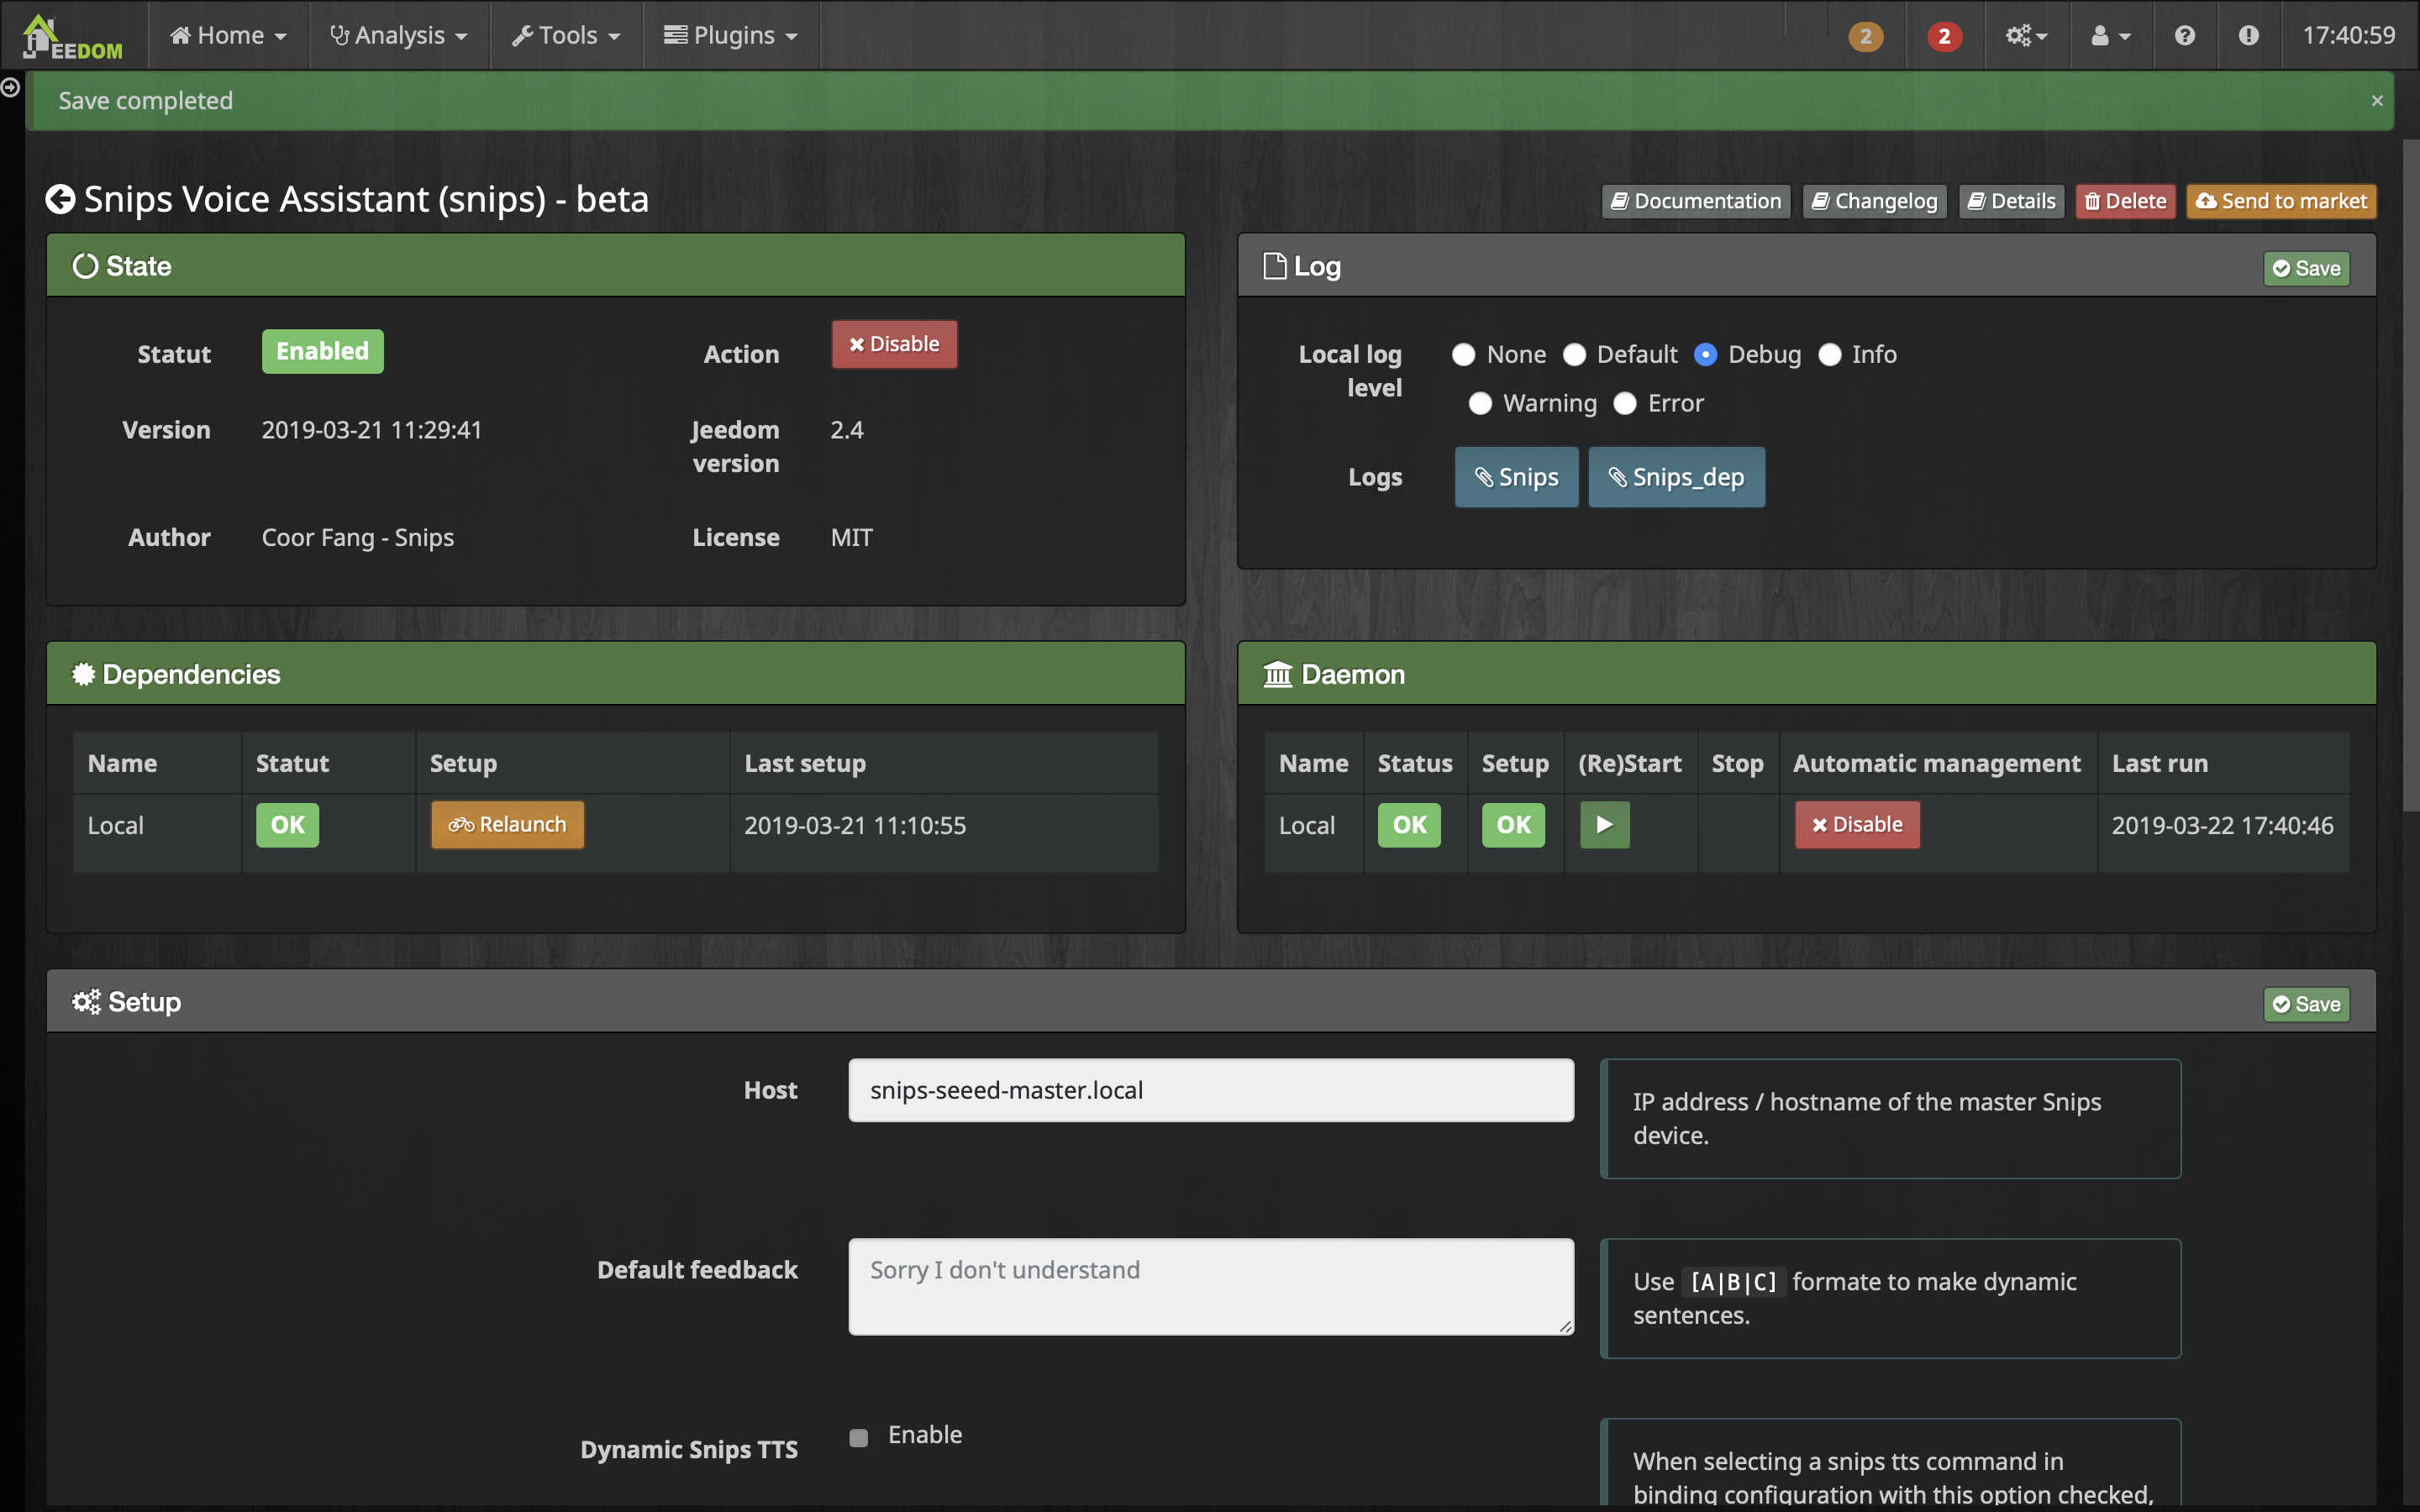 JEEDOM
Home
Analysis
Tools
Plugins
2
2
17:40:59
Save completed
×
Snips Voice Assistant (snips) - beta
Documentation
Changelog
Details
Delete
Send to market
State
Statut
Enabled
Action
Disable
Version
2019-03-21 11:29:41
Jeedom
version
2.4
Author
Coor Fang - Snips
License
MIT
Log
Save
Local log
level
None
Default
Debug
Info
Warning
Error
Logs
Snips
Snips_dep
Dependencies
Name Statut Setup Last setup
Local OK Relaunch 2019-03-21 11:10:55
Daemon
Name Status Setup (Re)Start Stop Automatic management Last run
Local OK OK Disable 2019-03-22 17:40:46
Setup
Save
Host
snips-seeed-master.local
IP address / hostname of the master Snips
device.
Default feedback
Sorry I don't understand
Use [A|B|C] formate to make dynamic
sentences.
Dynamic Snips TTS
Enable
When selecting a snips tts command in
binding configuration with this option checked,